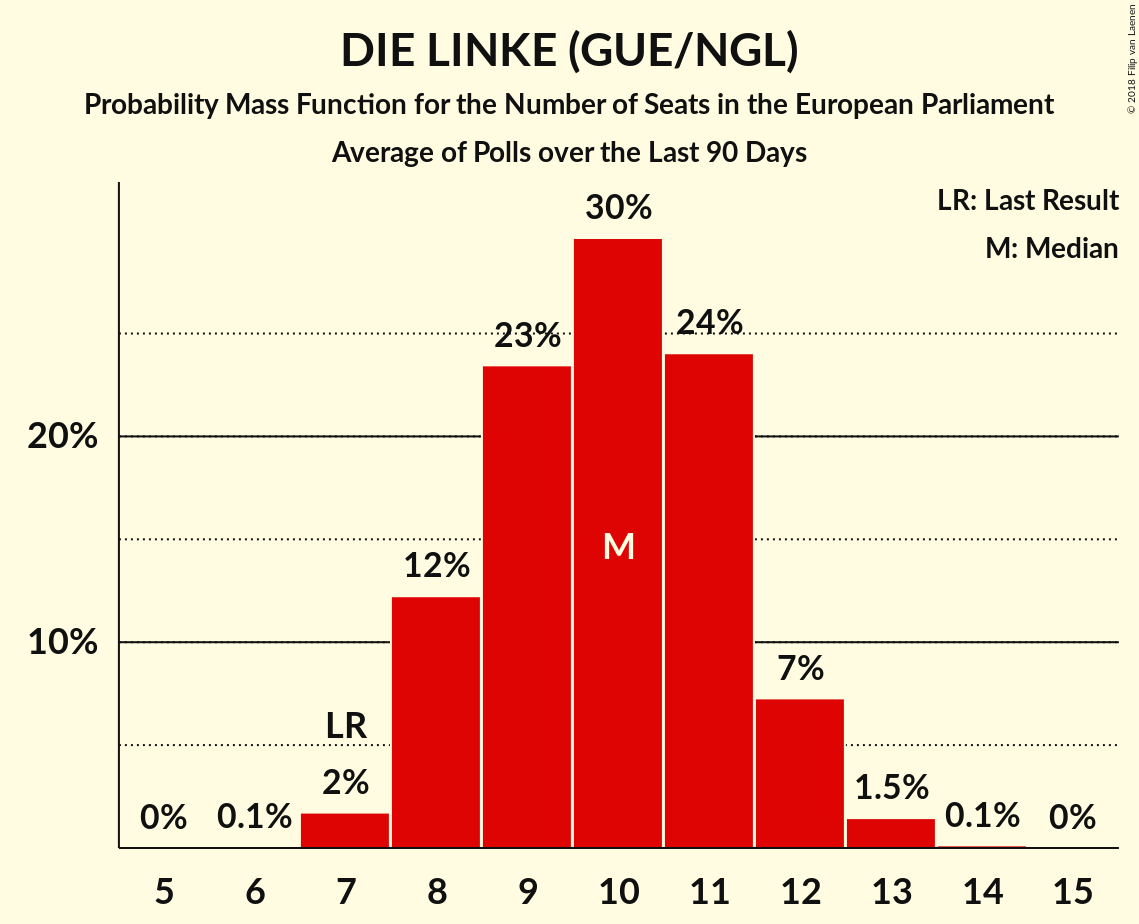 DIE LINKE (GUE/NGL)
Probability Mass Function for the Number of Seats in the European Parliament
Average of Polls over the Last 90 Days
© 2018 Filip van Laenen
LR: Last Result
M: Median
30%
24%
23%
20%
M
12%
10%
7%
LR
2%
1.5%
0%
0.1%
0.1%
0%
5 6 7 8 9 10 11 12 13 14 15